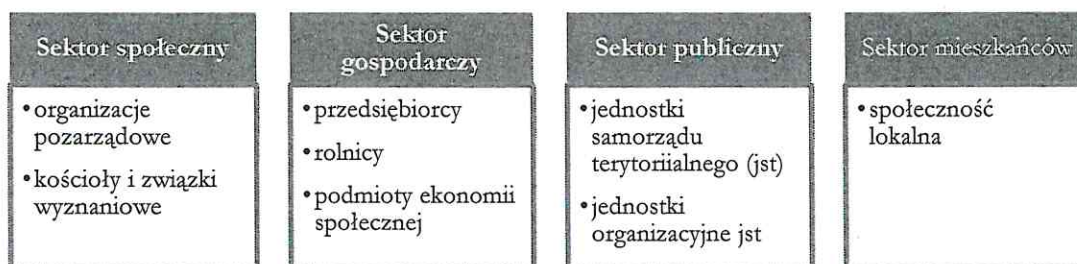 Sektor społeczny
• organizacje
pozarządowe
• kościoły i związki
wyznaniowe
Sektor
gospodarczy
• przedsiębiorcy
• rolnicy
• podmioty ekonomii
społecznej
Sektor publiczny
• jednostki
samorządu
terytoriialnego (jst)
• jednostki
organizacyjne jst
Sektor mieszkańców
• społeczność
lokalna